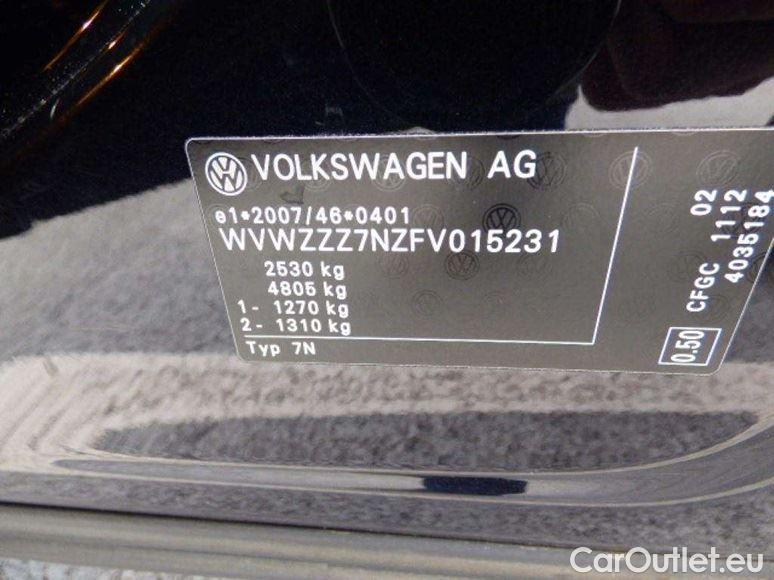 VOLKSWAGEN AG
e1*2007/46*0401
WVWZZZ7NZFV015231
2530 kg
4805 kg
1- 1270 kg
2- 1310 kg
Typ 7N
02
CFGC 1112
4035184
0.50
CarOutlet.eu